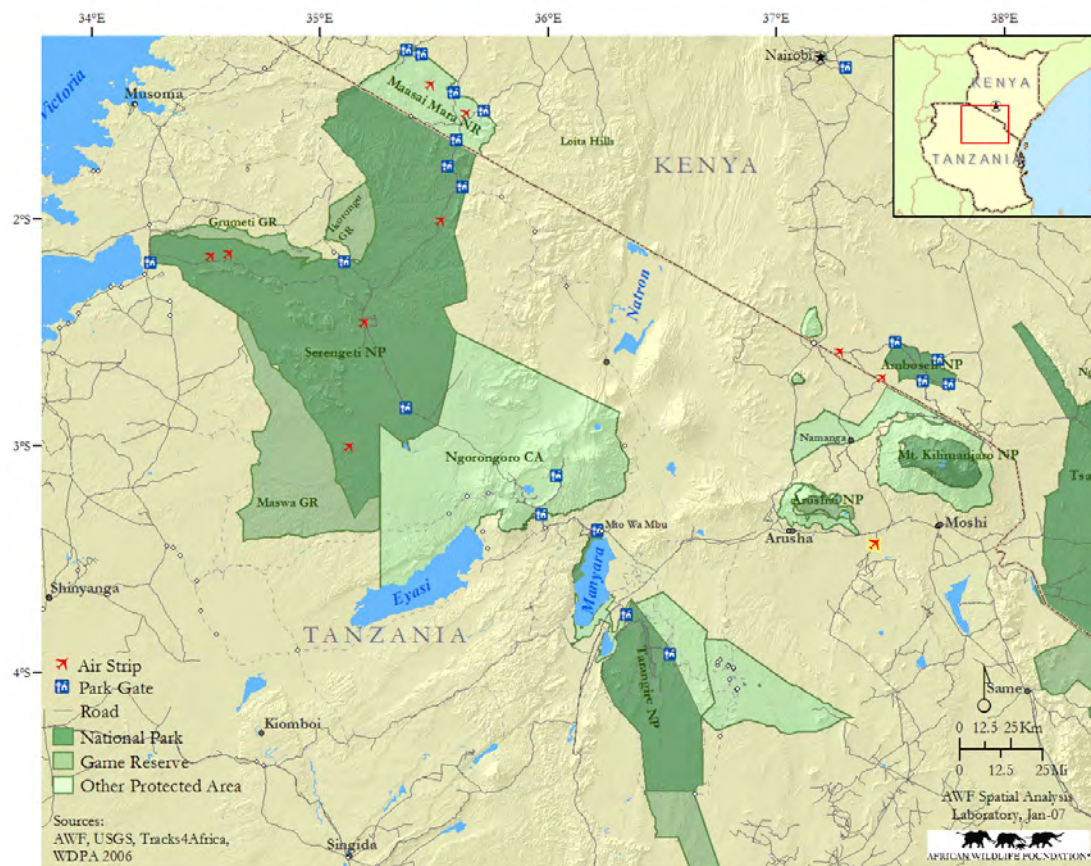 34°E
35°E
36°E
37°E
38°E
2°S
3°S
4°S
Victoria
Musoma
Maasai Mara NR
Loita Hills
Nairobi
KENYA
KENYA
TANZANIA
Grumeti GR
Ikorongo GR
Natron
Serengeti NP
Amboseli NP
Ngorongoro CA
Namanga
Mt. Kilimanjaro NP
Maswa GR
Arusha NP
Tsa
Ng
Mto Wa Mbu
Arusha
Moshi
Eyasi
Manyara
Shinyanga
TANZANIA
Tarangire NP
Same
Kiomboi
Singida
Air Strip
Park Gate
Road
National Park
Game Reserve
Other Protected Area
Sources:
AWF, USGS, Tracks4Africa,
WDPA 2006
0 12.5 25Km
0 12.5 25Mi
AWF Spatial Analysis
Laboratory, Jan-07
AFRICAN WILDLIFE FOUNDATION